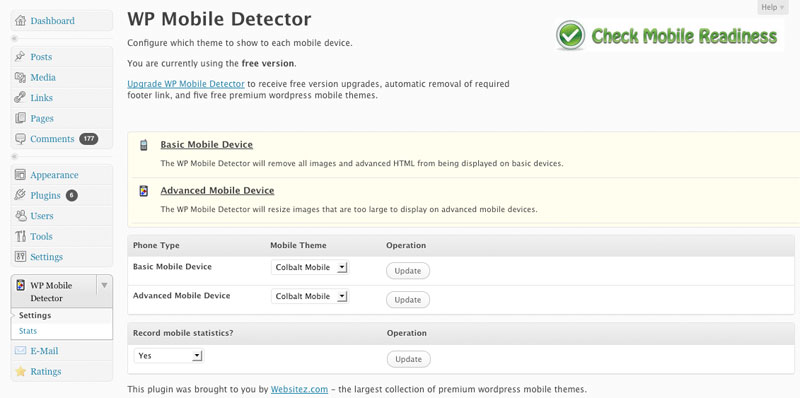 Help
WP Mobile Detector
Check Mobile Readiness
Configure which theme to show to each mobile device.
You are currently using the free version.
Upgrade WP Mobile Detector to receive free version upgrades, automatic removal of required
footer link, and five free premium wordpress mobile themes.
Dashboard
Posts
Media
Links
Pages
Comments 177
Appearance
Plugins 6
Users
Tools
Settings
WP Mobile
Detector
Settings
Stats
E-Mail
Ratings
Basic Mobile Device
The WP Mobile Detector will remove all images and advanced HTML from being displayed on basic devices.
Advanced Mobile Device
The WP Mobile Detector will resize images that are too large to display on advanced mobile devices.
Phone Type Mobile Theme Operation
Basic Mobile Device Colbalt Mobile Update
Advanced Mobile Device Colbalt Mobile Update
Record mobile statistics? Operation
Yes Update
This plugin was brought to you by Websitez.com - the largest collection of premium wordpress mobile themes.